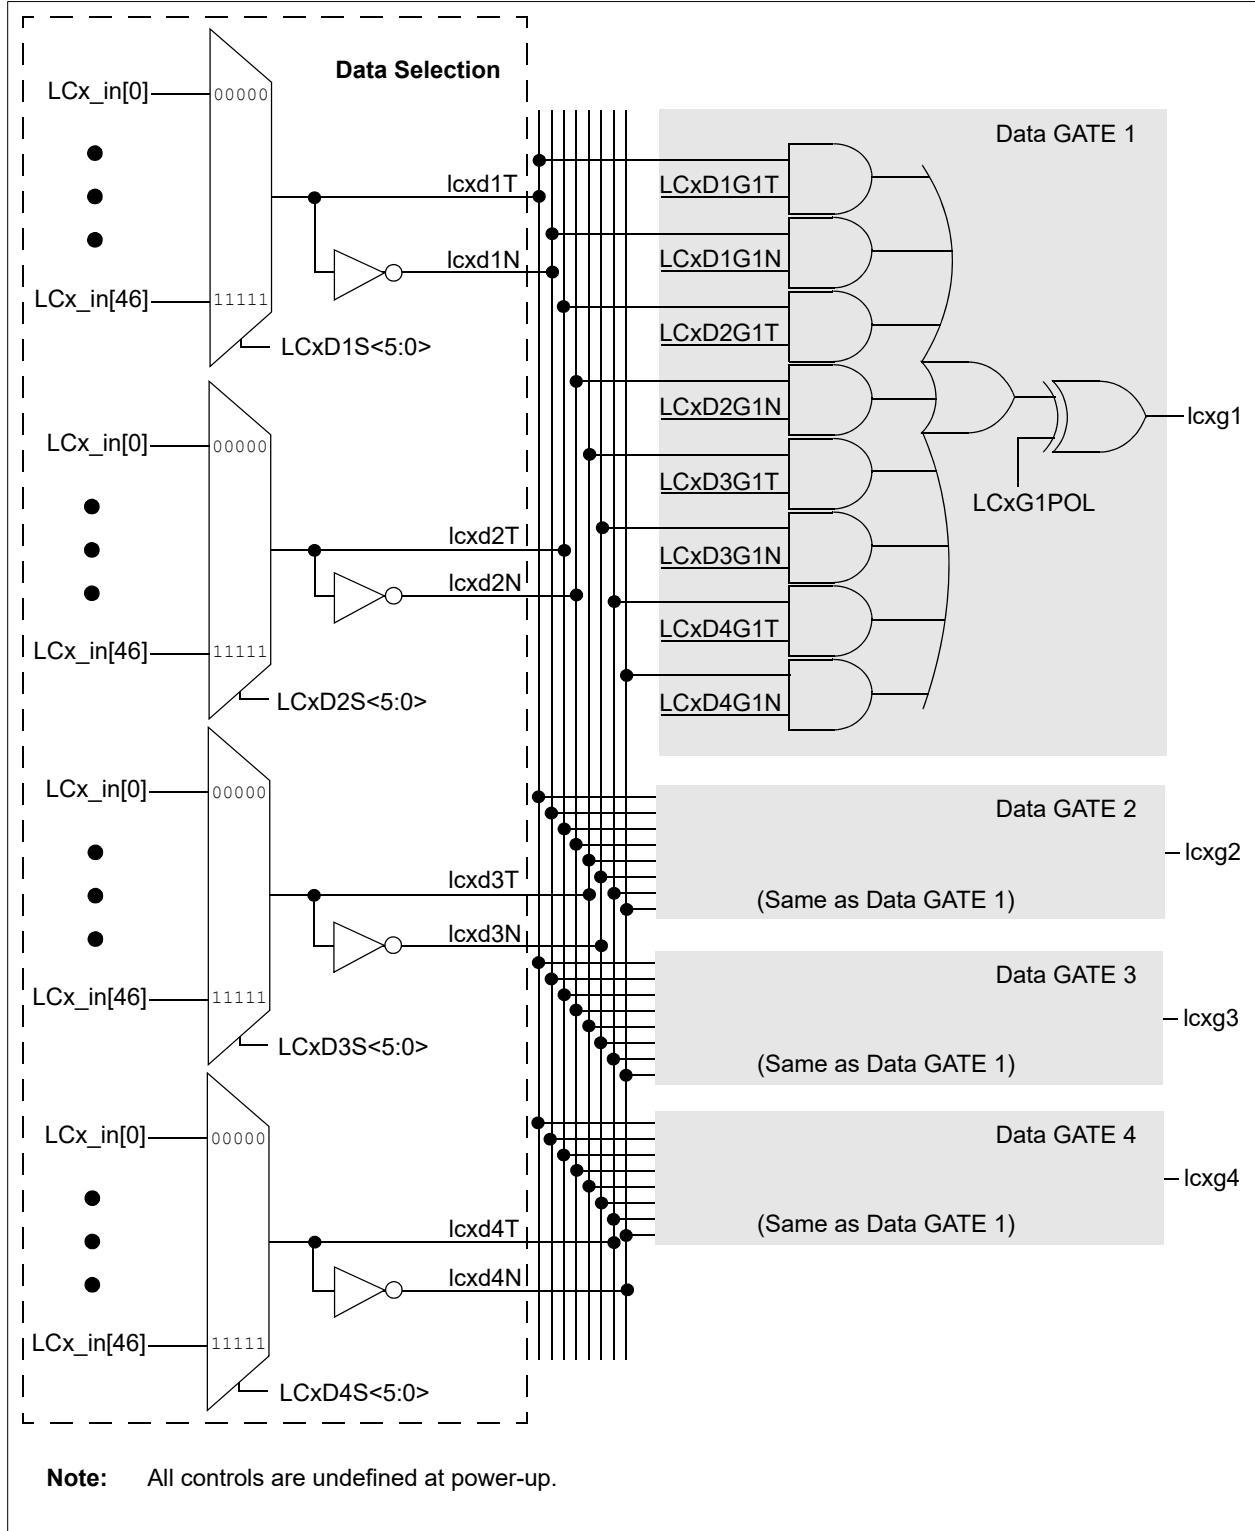 Data Selection
LCx_in[0]
00000
lcxd1T
lcxd1N
LCx_in[46]
11111
LCxD1S<5:0>
LCx_in[0]
00000
lcxd2T
lcxd2N
LCx_in[46]
11111
LCxD2S<5:0>
LCx_in[0]
00000
lcxd3T
lcxd3N
LCx_in[46]
11111
LCxD3S<5:0>
LCx_in[0]
00000
lcxd4T
lcxd4N
LCx_in[46]
11111
LCxD4S<5:0>
Data GATE 1
LCxD1G1T
LCxD1G1N
LCxD2G1T
LCxD2G1N
LCxD3G1T
LCxD3G1N
LCxD4G1T
LCxD4G1N
lcxg1
LCxG1POL
Data GATE 2
lcxg2
(Same as Data GATE 1)
Data GATE 3
lcxg3
(Same as Data GATE 1)
Data GATE 4
lcxg4
(Same as Data GATE 1)
Note: All controls are undefined at power-up.